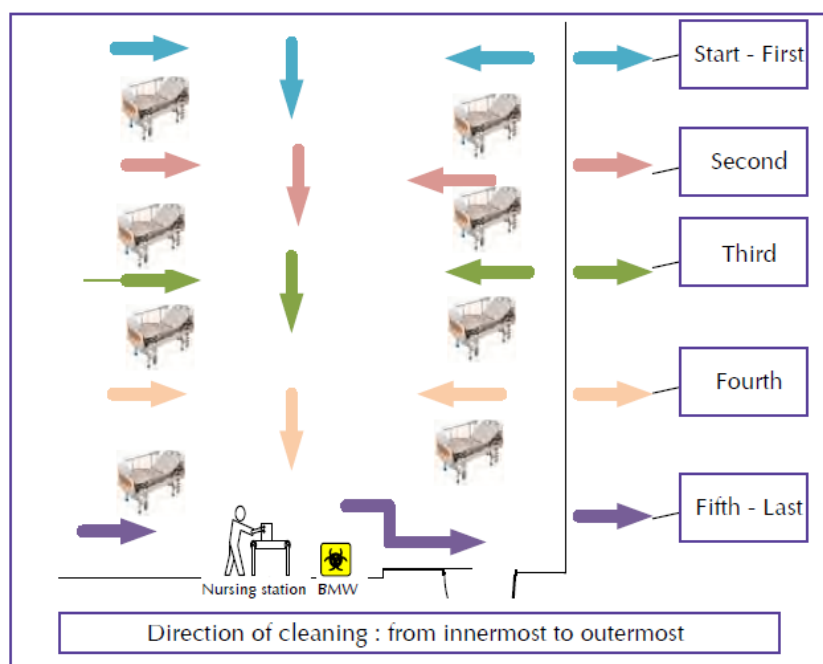 Start - First
Second
Third
Fourth
Fifth - Last
Nursing station BMW
Direction of cleaning : from innermost to outermost